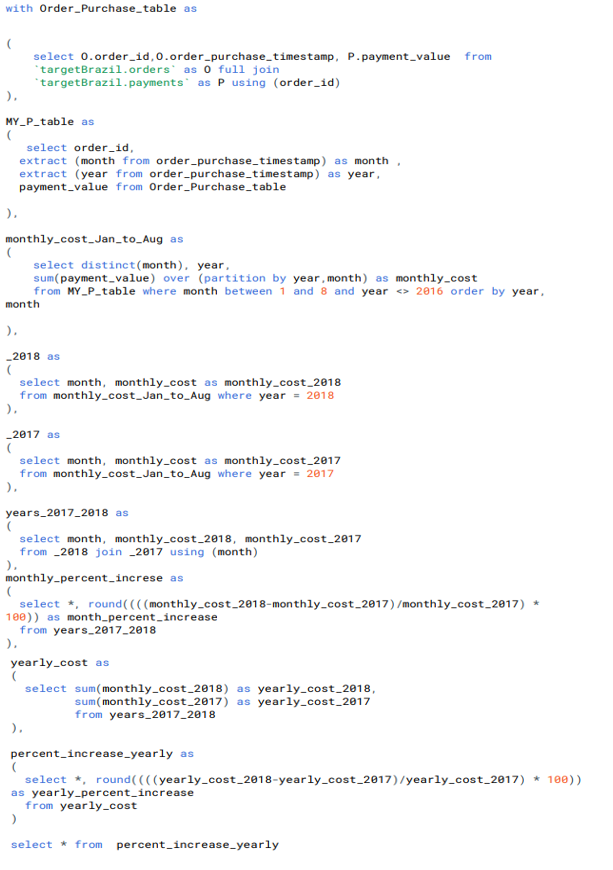 with Order_Purchase_table as
(
select O.order_id,O.order_purchase_timestamp, P.payment_value from
`targetBrazil.orders` as O full join
`targetBrazil.payments` as P using (order_id)
),
MY_P_table as
(
select order_id,
extract (month from order_purchase_timestamp) as month ,
extract (year from order_purchase_timestamp) as year,
payment_value from Order_Purchase_table
),
monthly_cost_Jan_to_Aug as
(
select distinct(month), year,
sum(payment_value) over (partition by year,month) as monthly_cost
from MY_P_table where month between 1 and 8 and year <> 2016 order by year,
month
),
_2018 as
(
select month, monthly_cost as monthly_cost_2018
from monthly_cost_Jan_to_Aug where year = 2018
),
_2017 as
(
select month, monthly_cost as monthly_cost_2017
from monthly_cost_Jan_to_Aug where year = 2017
),
years_2017_2018 as
(
select month, monthly_cost_2018, monthly_cost_2017
from _2018 join _2017 using (month)
),
monthly_percent_increse as
(
select *, round((((monthly_cost_2018-monthly_cost_2017)/monthly_cost_2017) *
100)) as month_percent_increase
from years_2017_2018
),
yearly_cost as
(
select sum(monthly_cost_2018) as yearly_cost_2018,
sum(monthly_cost_2017) as yearly_cost_2017
from years_2017_2018
),
percent_increase_yearly as
(
select *, round((((yearly_cost_2018-yearly_cost_2017)/yearly_cost_2017) * 100))
as yearly_percent_increase
from yearly_cost
)
select * from percent_increase_yearly